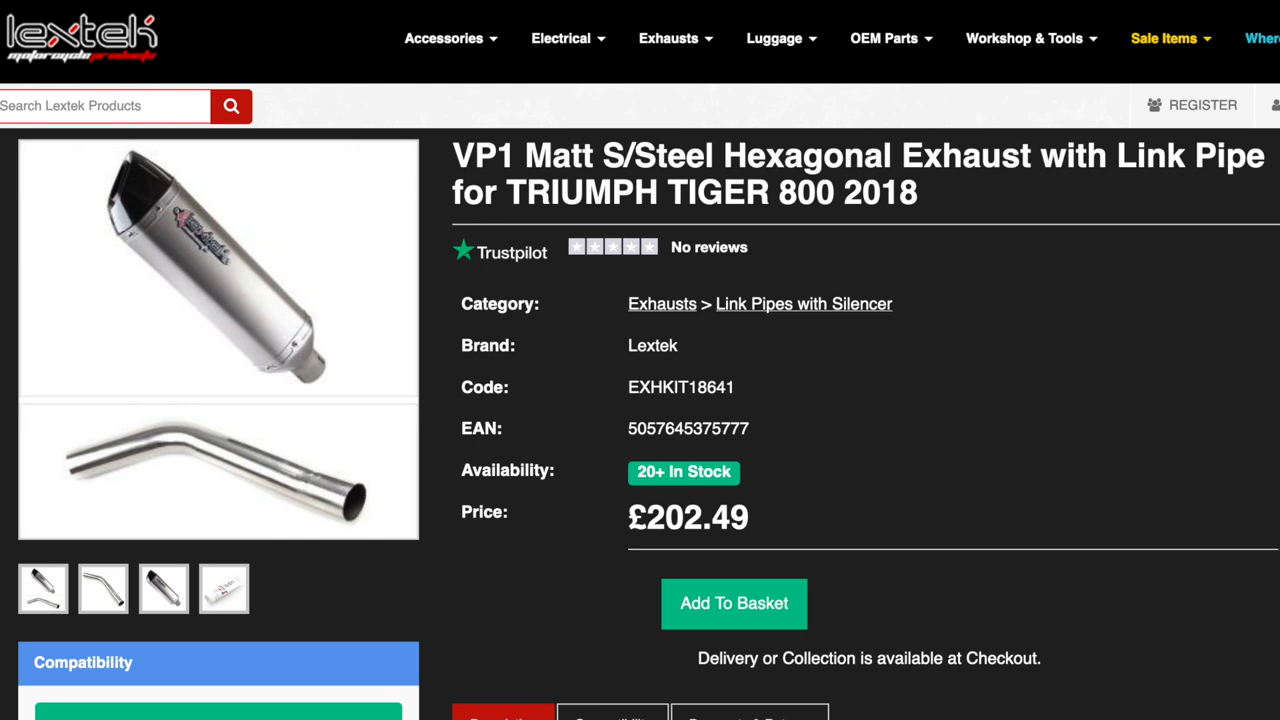 lextek
motorcycle products
Accessories
Electrical
Exhausts
Luggage
OEM Parts
Workshop & Tools
Sale Items
Search Lextek Products
REGISTER
lextek
VP1 Matt S/Steel Hexagonal Exhaust with Link Pipe
for TRIUMPH TIGER 800 2018
Trustpilot
No reviews
Category: Exhausts > Link Pipes with Silencer
Brand: Lextek
Code: EXHKIT18641
EAN: 5057645375777
Availability: 20+ In Stock
Price: £202.49
Add To Basket
Delivery or Collection is available at Checkout.
Compatibility